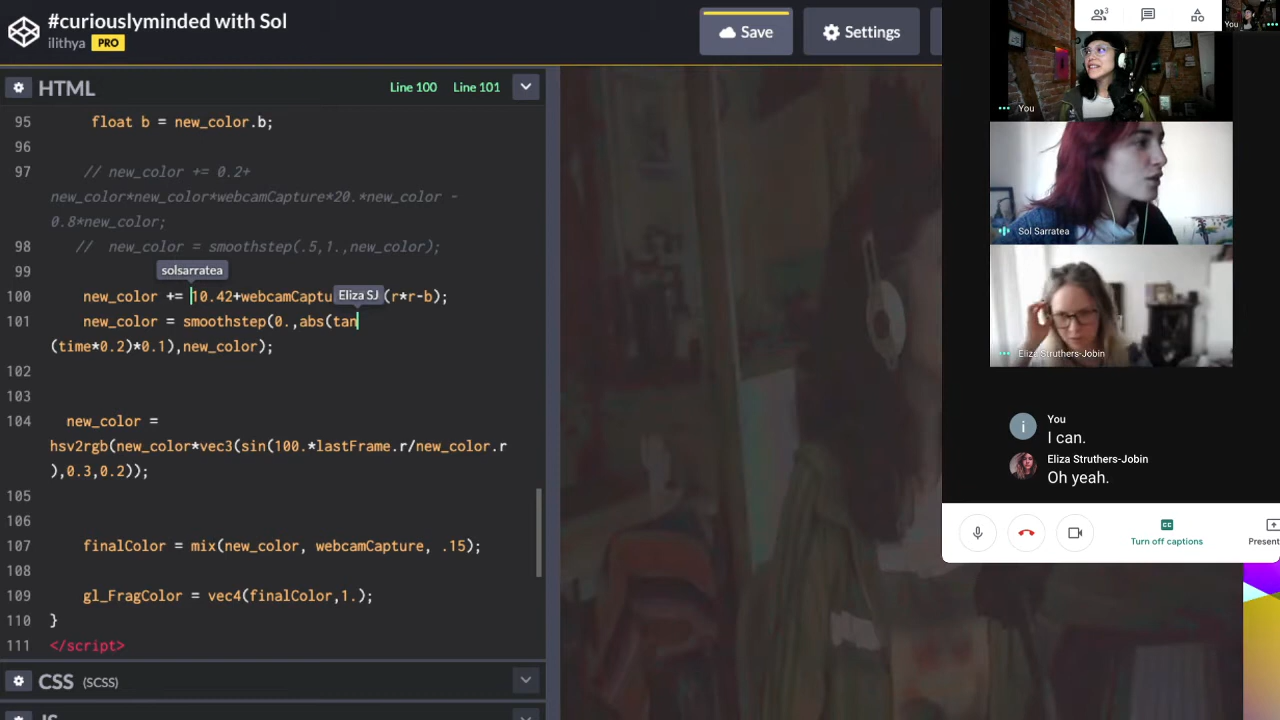 #curiouslyminded with Sol
ilithya PRO
Save
Settings
HTML
Line 100 Line 101
95 float b = new_color.b;
96
97 // new_color += 0.2+
new_color*new_color*webcamCapture*20.*new_color -
0.8*new_color;
98 // new_color = smoothstep(.5,1.,new_color);
99
solsarratea
100 new_color += 10.42+webcamCaptu Eliza SJ (r*r-b);
101 new_color = smoothstep(0.,abs(tan
(time*0.2)*0.1),new_color);
102
103
104 new_color =
hsv2rgb(new_color*vec3(sin(100.*lastFrame.r/new_color.r
),0.3,0.2));
105
106
107 finalColor = mix(new_color, webcamCapture, .15);
108
109 gl_FragColor = vec4(finalColor,1.);
110 }
111 </script>
CSS (SCSS)
3
You
You
Sol Sarratea
Eliza Struthers-Jobin
i
You
I can.
Eliza Struthers-Jobin
Oh yeah.
Turn off captions
Present